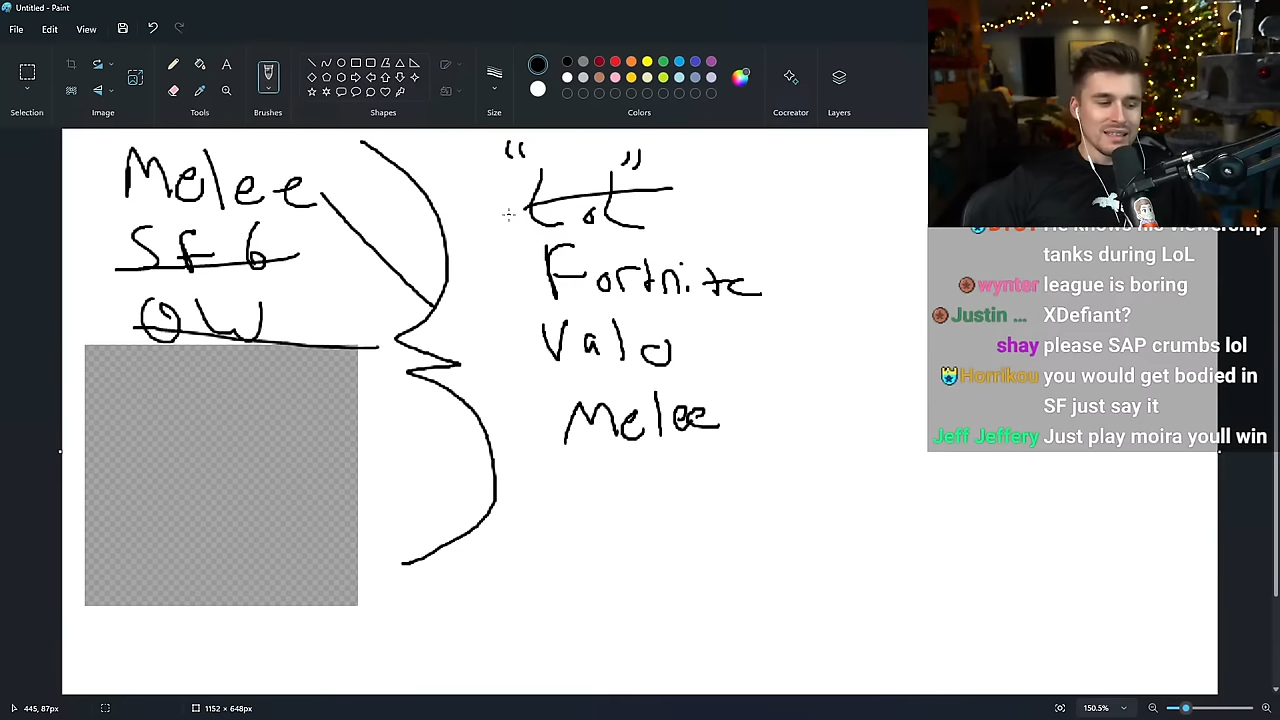 Untitled - Paint
File Edit View
Selection Image Tools Brushes Shapes Size Colors Cocreator Layers
Melee
SF6
OW
"LoL"
Fortnite
Valo
Melee
tanks during LoL
wynter league is boring
Justin ... XDefiant?
shay please SAP crumbs lol
Horrikou you would get bodied in
SF just say it
Jeff Jeffery Just play moira youll win
445, 87px 1152 × 648px 150.5%